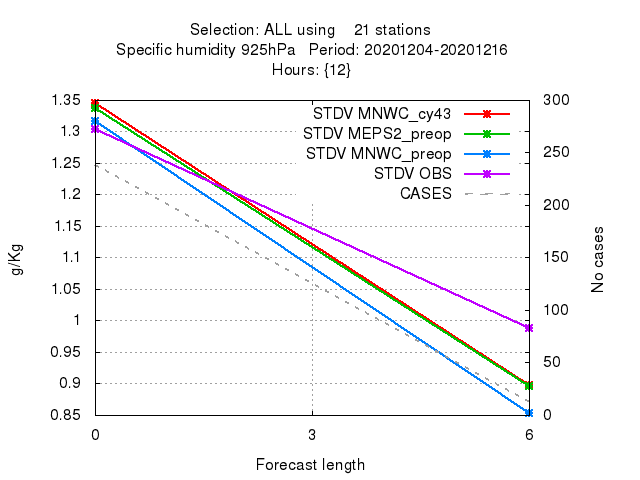 Selection: ALL using    21 stations
Specific humidity 925hPa   Period: 20201204-20201216
Hours: {12}
1.35
1.3
1.25
1.2
1.15
1.1
1.05
1
0.95
0.9
0.85
g/Kg
STDV MNWC_cy43
STDV MEPS2_preop
STDV MNWC_preop
STDV OBS
CASES
300
250
200
150
100
50
0
No cases
0
3
6
Forecast length